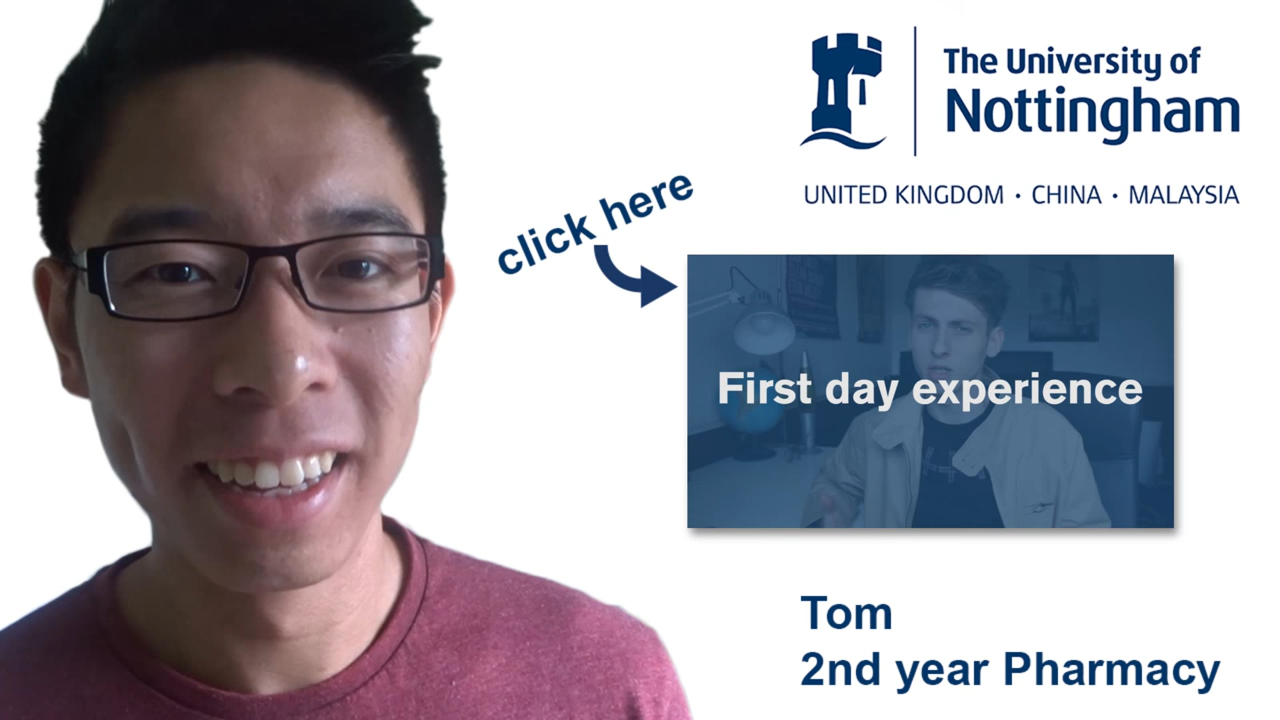 The University of
Nottingham
UNITED KINGDOM · CHINA · MALAYSIA
click here
First day experience
Tom
2nd year Pharmacy